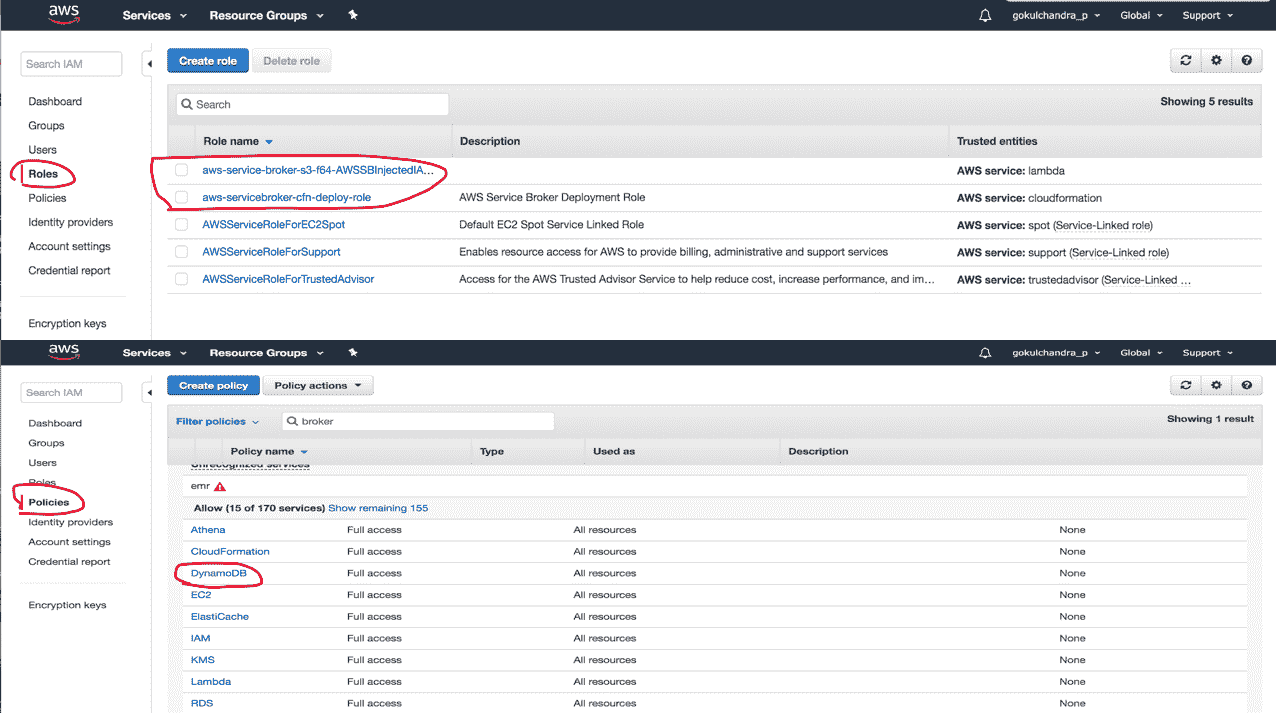 aws Services Resource Groups gokulchandra_p Global Support
Search IAM
Dashboard
Groups
Users
Roles
Policies
Identity providers
Account settings
Credential report
Encryption keys
Create role Delete role
Search Showing 5 results
Role name Description Trusted entities
aws-service-broker-s3-f64-AWSSBInjectedIA... AWS service: lambda
aws-servicebroker-cfn-deploy-role AWS Service Broker Deployment Role AWS service: cloudformation
AWSServiceRoleForEC2Spot Default EC2 Spot Service Linked Role AWS service: spot (Service-Linked role)
AWSServiceRoleForSupport Enables resource access for AWS to provide billing, administrative and support services AWS service: support (Service-Linked role)
AWSServiceRoleForTrustedAdvisor Access for the AWS Trusted Advisor Service to help reduce cost, increase performance, and im... AWS service: trustedadvisor (Service-Linked ...
aws Services Resource Groups gokulchandra_p Global Support
Search IAM
Dashboard
Groups
Users
Roles
Policies
Identity providers
Account settings
Credential report
Encryption keys
Create policy Policy actions
Filter policies broker Showing 1 result
Policy name Type Used as Description
Unrecognized services
emr
Allow (15 of 170 services) Show remaining 155
Athena Full access All resources None
CloudFormation Full access All resources None
DynamoDB Full access All resources None
EC2 Full access All resources None
ElastiCache Full access All resources None
IAM Full access All resources None
KMS Full access All resources None
Lambda Full access All resources None
RDS Full access All resources None